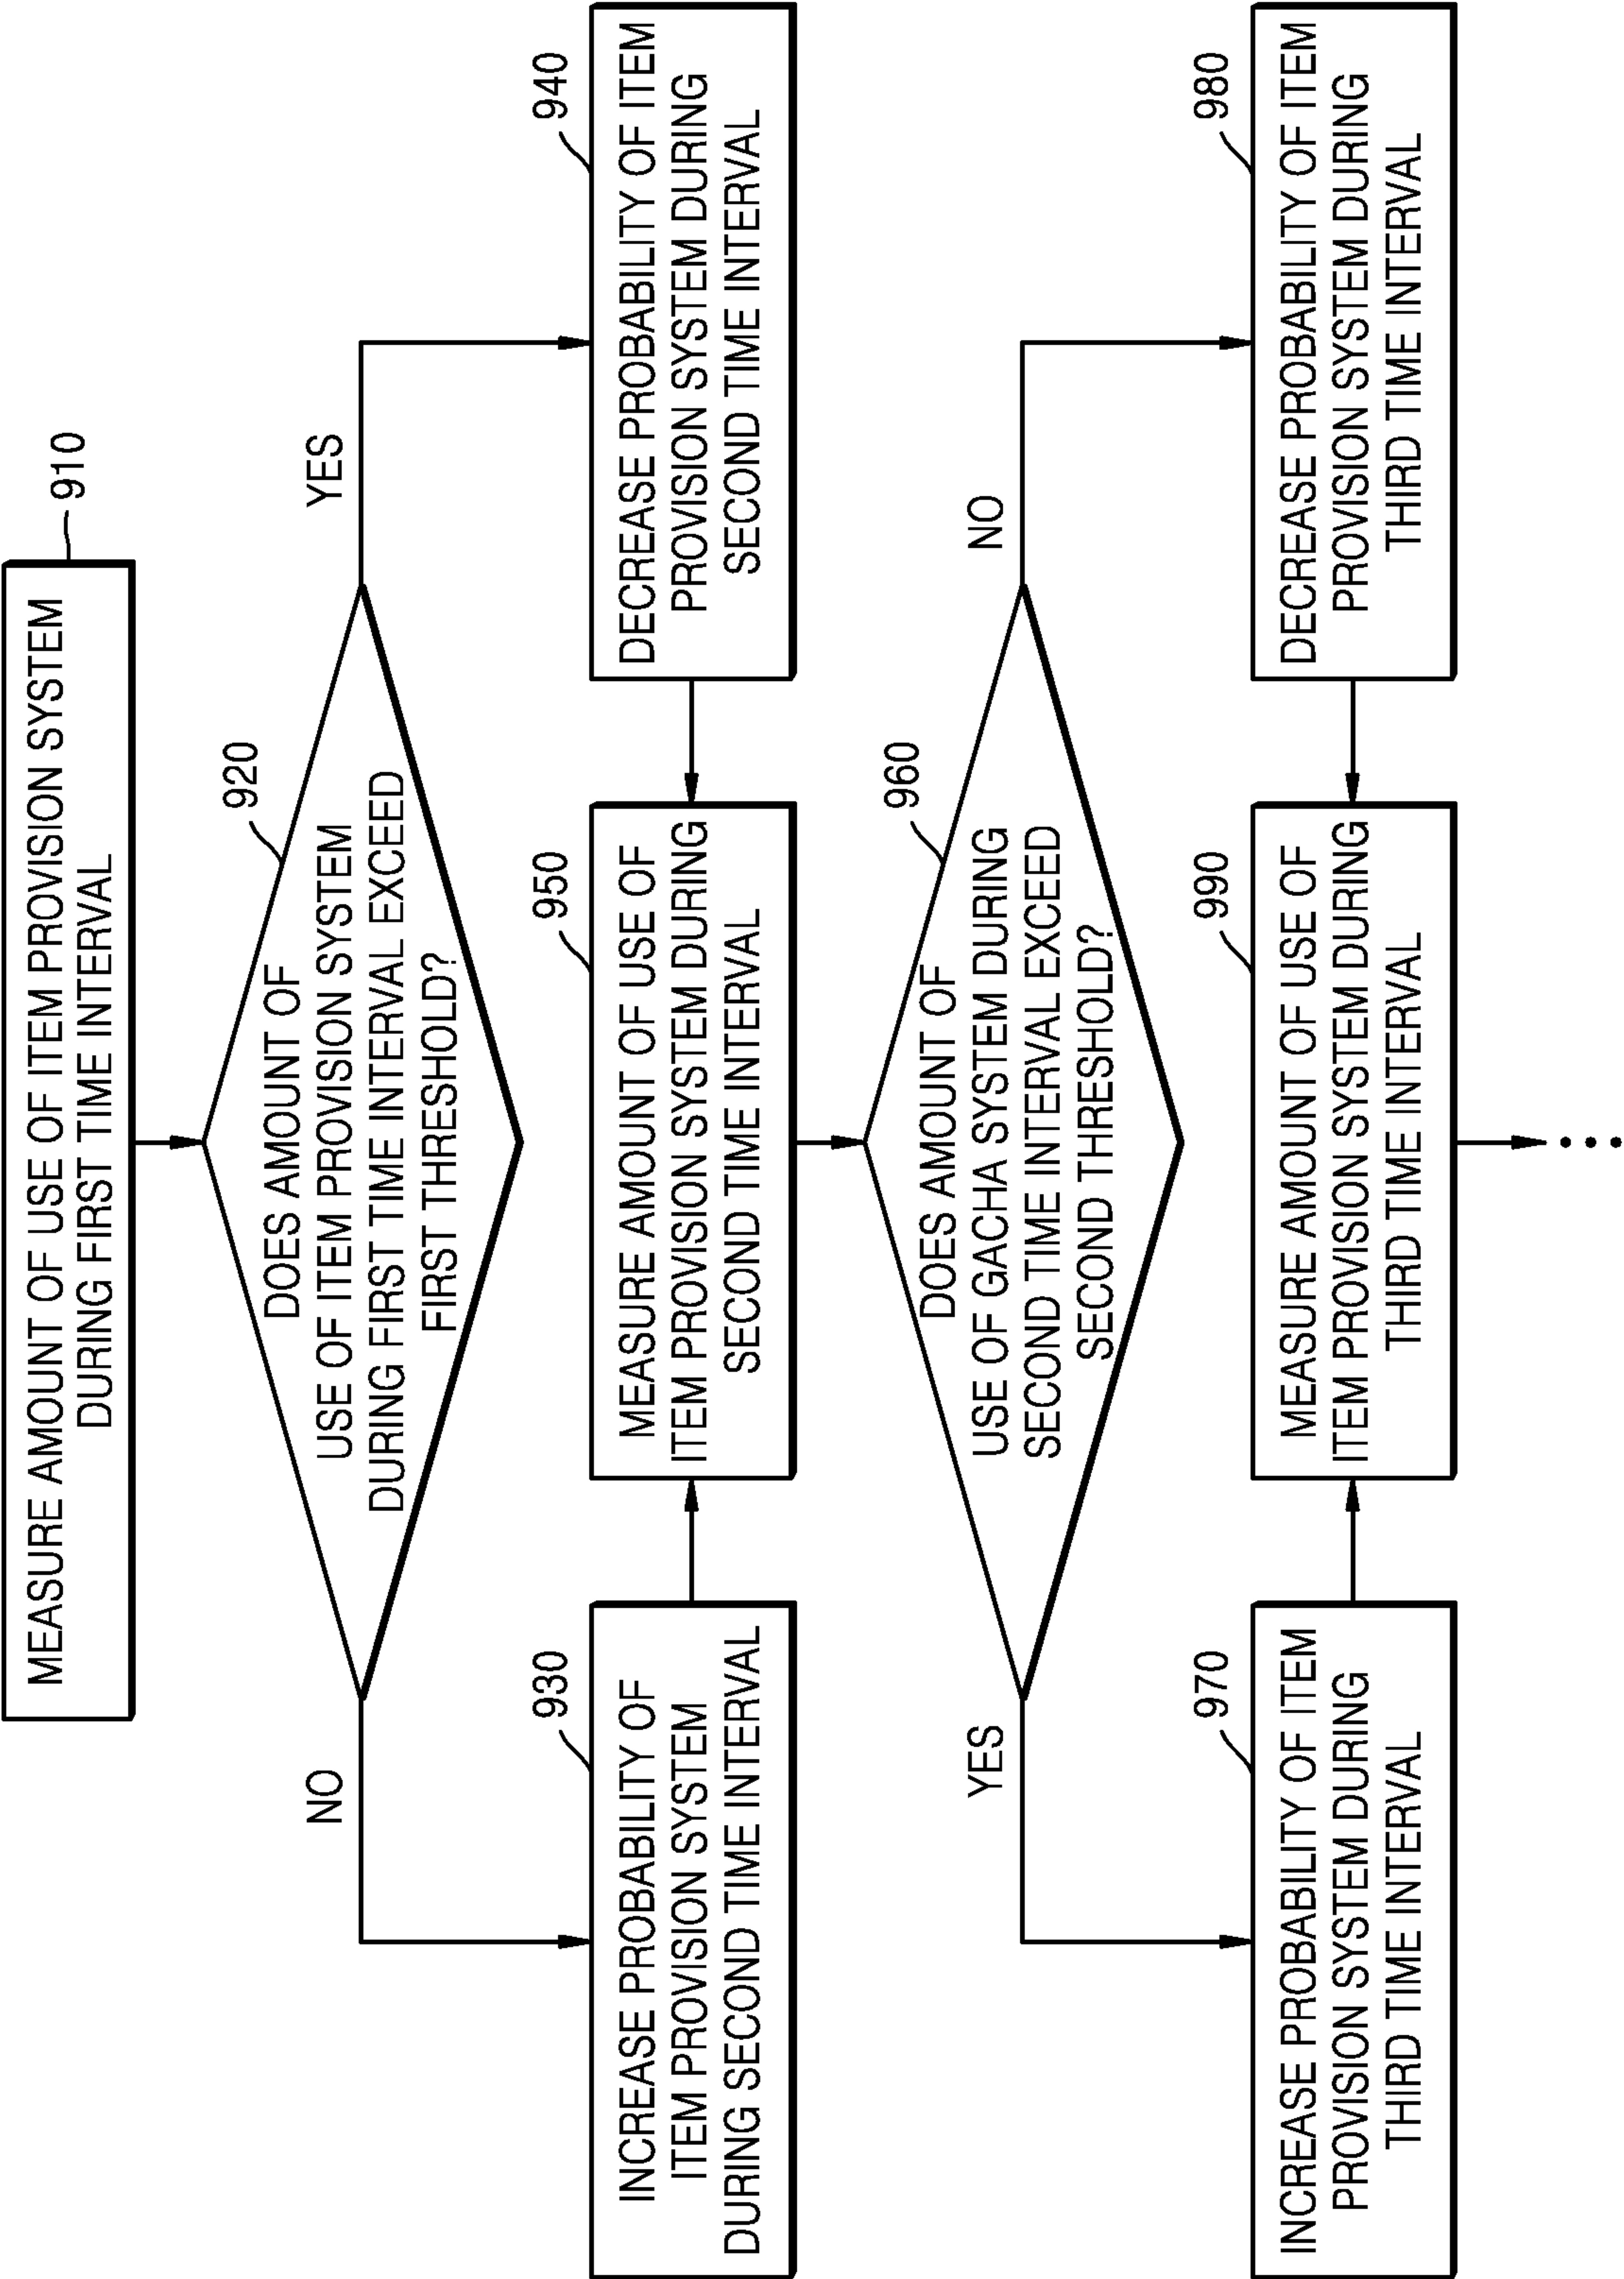 910
MEASURE AMOUNT OF USE OF ITEM PROVISION SYSTEM
DURING FIRST TIME INTERVAL
920
DOES AMOUNT OF
USE OF ITEM PROVISION SYSTEM
DURING FIRST TIME INTERVAL EXCEED
FIRST THRESHOLD?
NO
YES
930
INCREASE PROBABILITY OF
ITEM PROVISION SYSTEM
DURING SECOND TIME INTERVAL
950
MEASURE AMOUNT OF USE OF
ITEM PROVISION SYSTEM DURING
SECOND TIME INTERVAL
940
DECREASE PROBABILITY OF ITEM
PROVISION SYSTEM DURING
SECOND TIME INTERVAL
960
DOES AMOUNT OF
USE OF GACHA SYSTEM DURING
SECOND TIME INTERVAL EXCEED
SECOND THRESHOLD?
YES
NO
970
INCREASE PROBABILITY OF ITEM
PROVISION SYSTEM DURING
THIRD TIME INTERVAL
990
MEASURE AMOUNT OF USE OF
ITEM PROVISION SYSTEM DURING
THIRD TIME INTERVAL
980
DECREASE PROBABILITY OF ITEM
PROVISION SYSTEM DURING
THIRD TIME INTERVAL